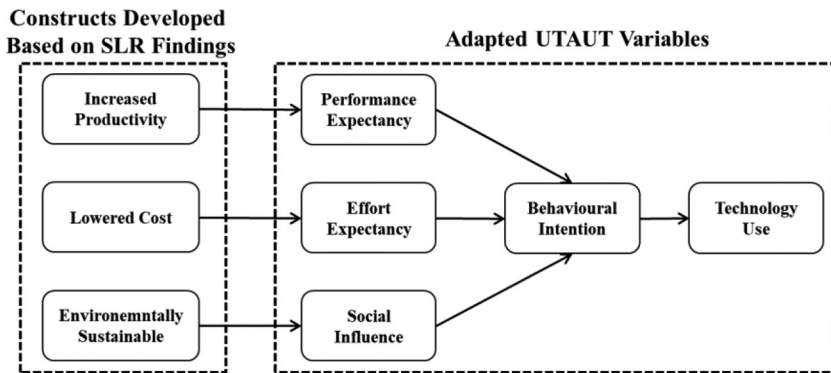 Constructs Developed
Based on SLR Findings
Adapted UTAUT Variables
Increased
Productivity
Performance
Expectancy
Lowered Cost
Effort
Expectancy
Behavioural
Intention
Technology
Use
Environemntally
Sustainable
Social
Influence